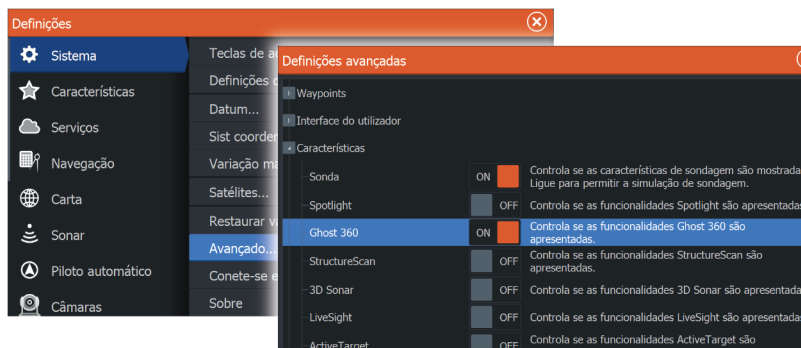 Definições
Sistema
Características
Serviços
Navegação
Carta
Sonar
Piloto automático
Câmaras
Teclas de
Definições
Datum...
Sist coorde
Variação
Satélites...
Restaurar
Avançado...
Conete-se
Sobre
Definições avançadas
Waypoints
Interface do utilizador
Características
Sonda ON Controla se as características de sondagem são mostrada
Ligue para permitir a simulação de sondagem.
Spotlight OFF Controla se as funcionalidades Spotlight são apresentadas
Ghost 360 ON Controla se as funcionalidades Ghost 360 são
apresentadas.
StructureScan OFF Controla se as funcionalidades StructureScan são
apresentadas.
3D Sonar OFF Controla se as funcionalidades 3D Sonar são apresentada
LiveSight OFF Controla se as funcionalidades LiveSight são apresentadas
ActiveTarget OFF Controla se as funcionalidades ActiveTarget são